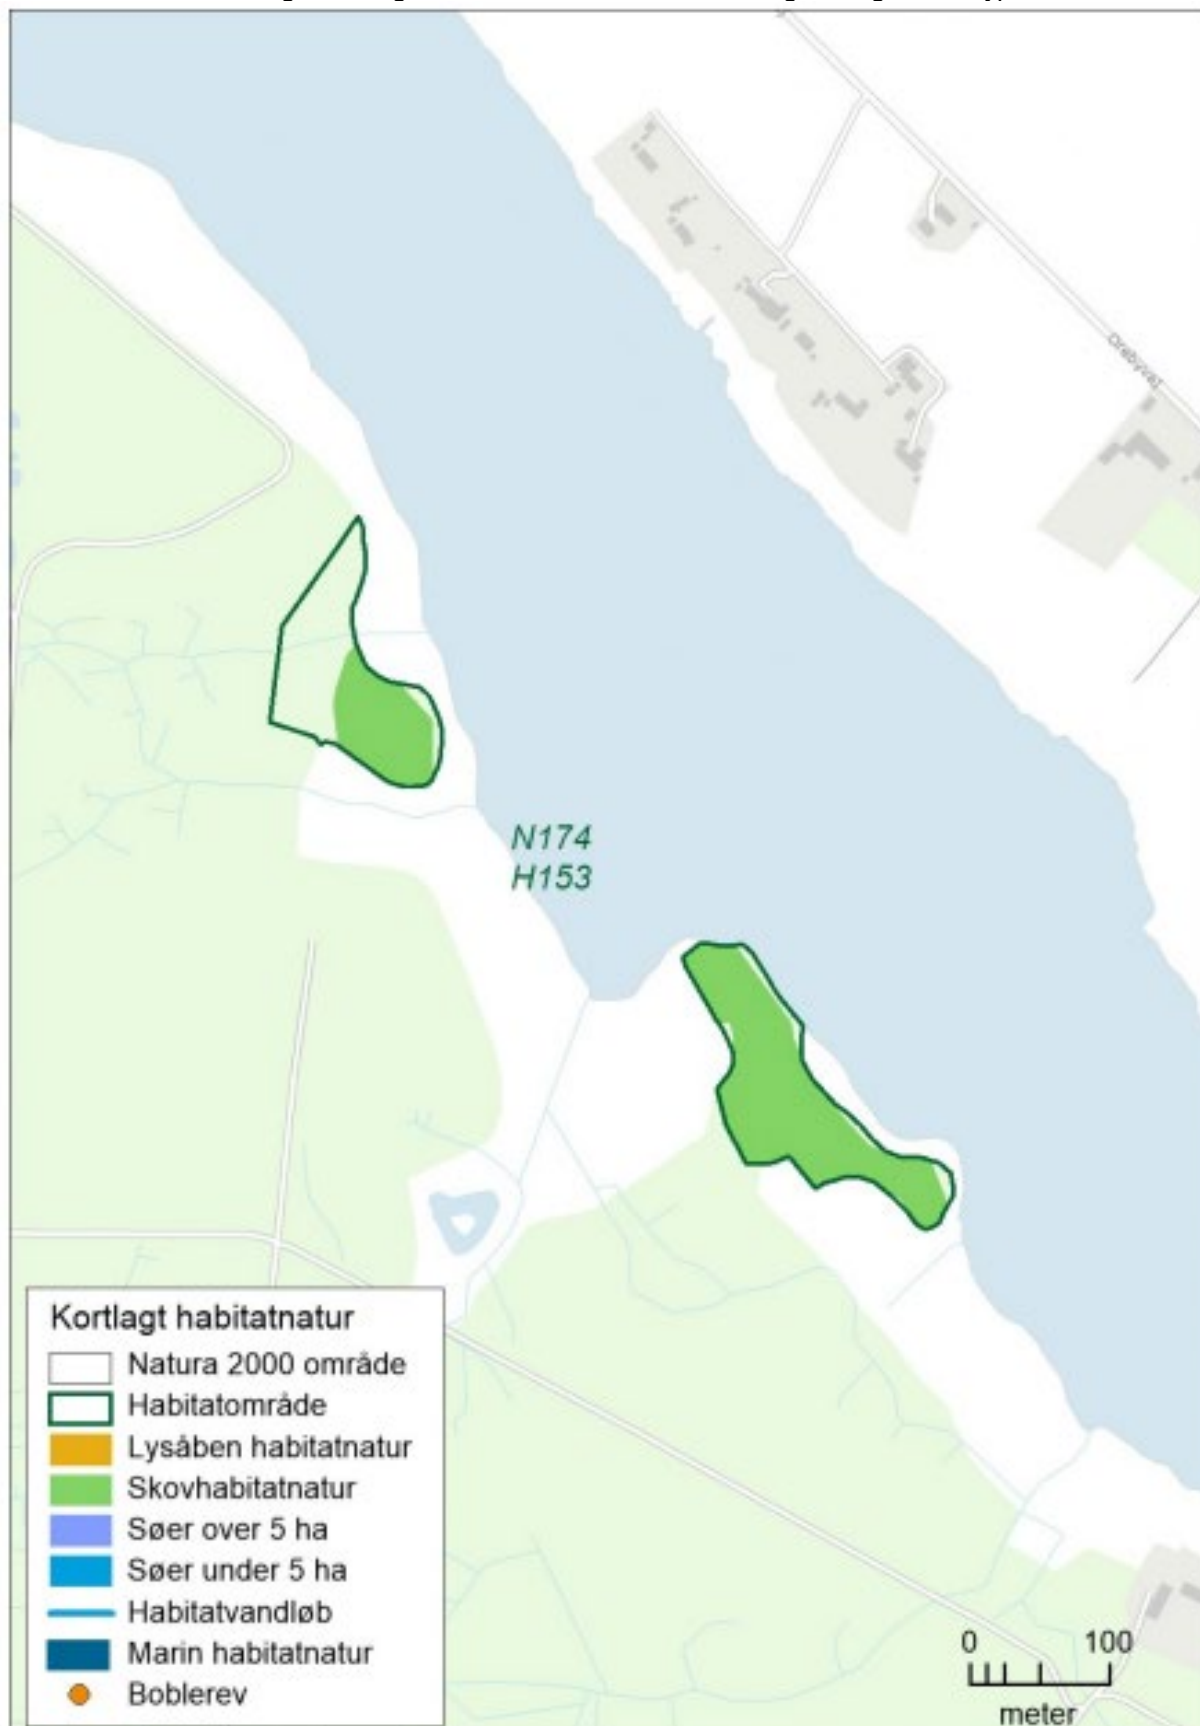 Drebyvej
N174
H153
Kortlagt habitatnatur
Natura 2000 område
Habitatområde
Lysåben habitatnatur
Skovhabitatnatur
Søer over 5 ha
Søer under 5 ha
Habitatvandløb
Marin habitatnatur
Boblerev
0 100
meter